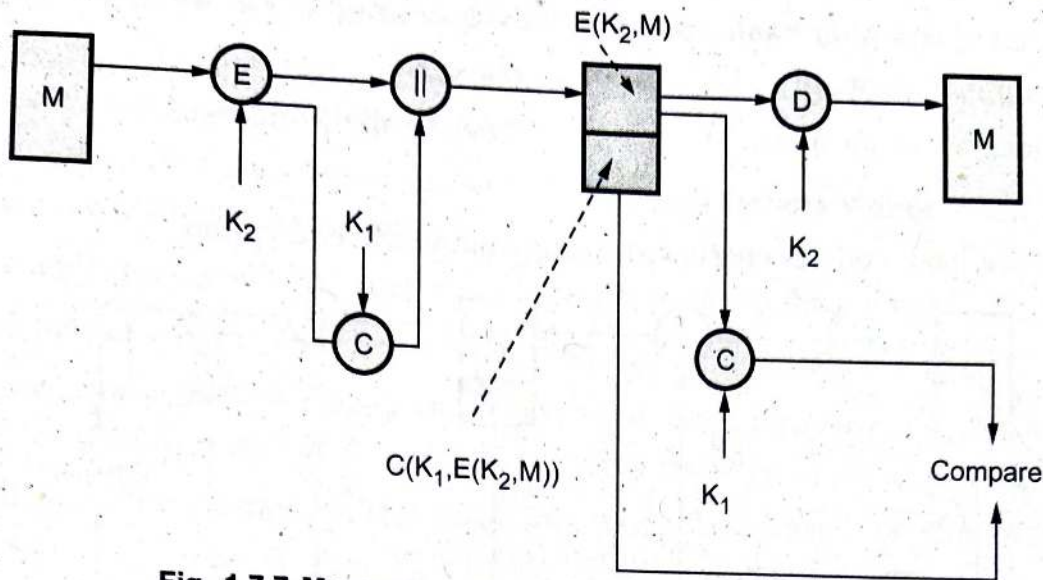 E(K₂,M)
M
E
||
D
M
K₂
K₁
K₂
C
C
C(K₁,E(K₂,M))
K₁
Compare